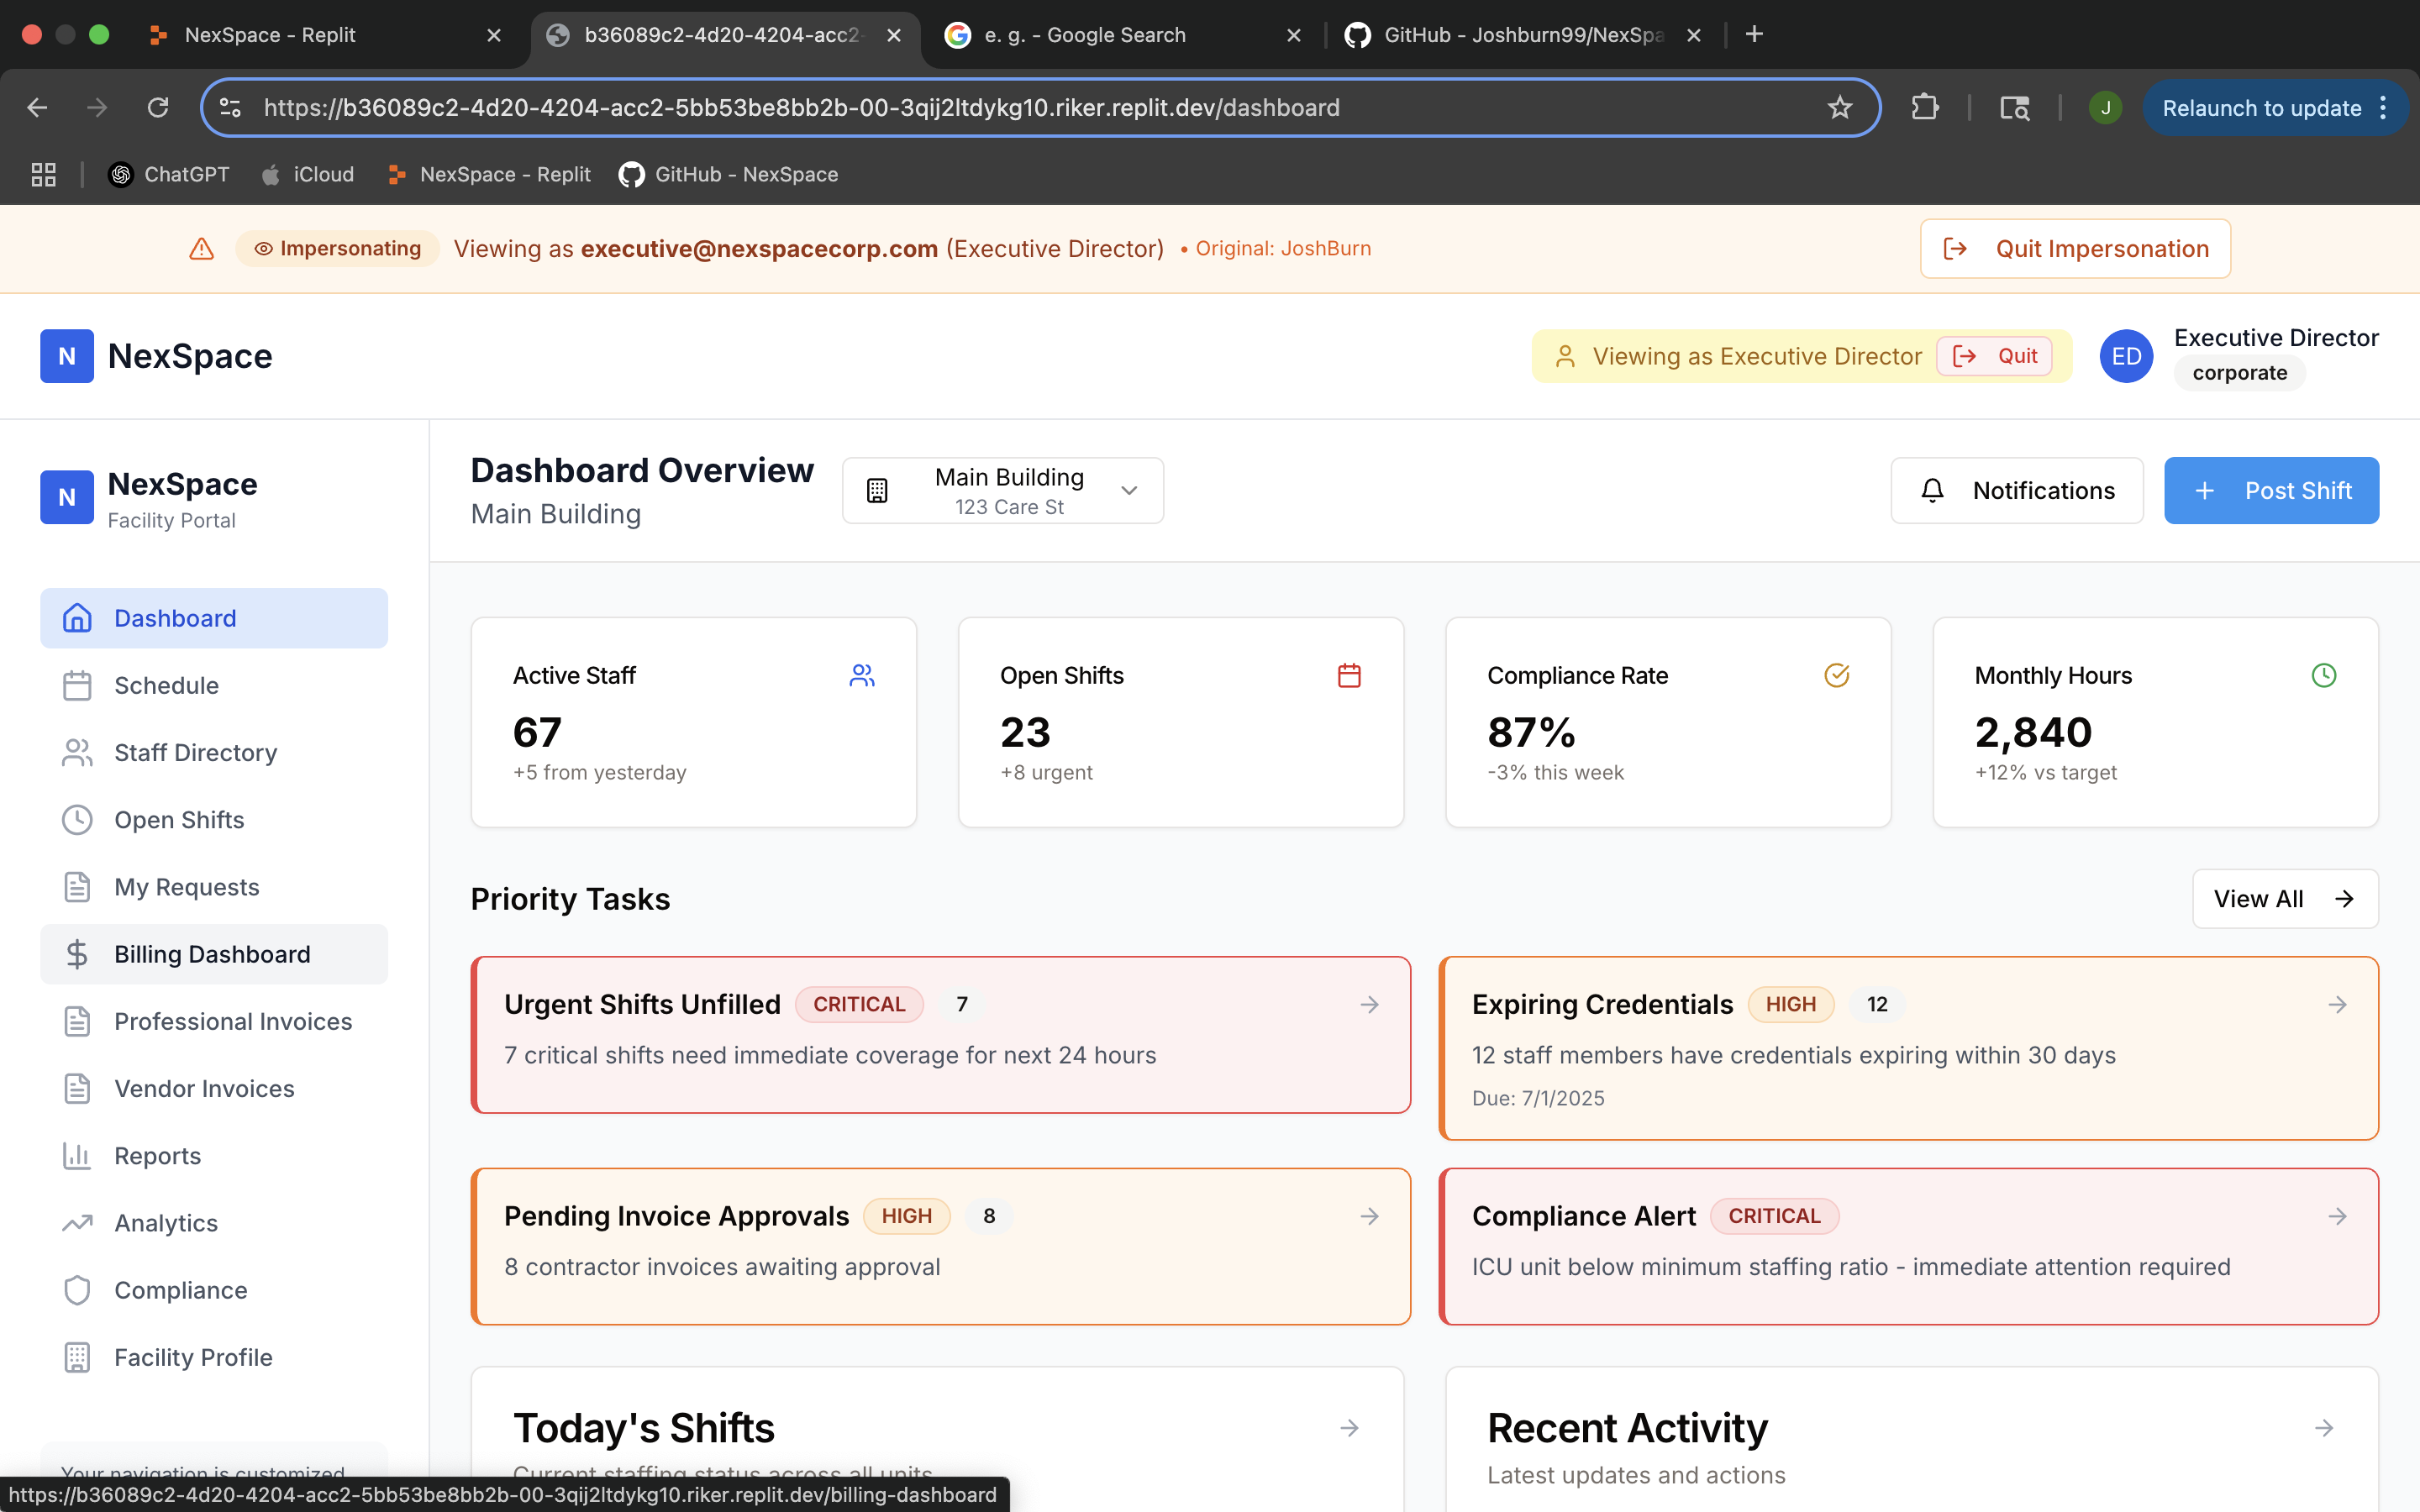 NexSpace - Replit
b36089c2-4d20-4204-acc2-
e. g. - Google Search
GitHub - Joshburn99/NexSpa
https://b36089c2-4d20-4204-acc2-5bb53be8bb2b-00-3qij2ltdykg10.riker.replit.dev/dashboard
J
Relaunch to update
ChatGPT
iCloud
NexSpace - Replit
GitHub - NexSpace
Impersonating
Viewing as executive@nexspacecorp.com (Executive Director)
• Original: JoshBurn
Quit Impersonation
N
NexSpace
Viewing as Executive Director
Quit
ED
Executive Director
corporate
N
NexSpace
Facility Portal
Dashboard
Schedule
Staff Directory
Open Shifts
My Requests
Billing Dashboard
Professional Invoices
Vendor Invoices
Reports
Analytics
Compliance
Facility Profile
Your navigation is customized
Dashboard Overview
Main Building
Main Building
123 Care St
Notifications
+ Post Shift
Active Staff
67
+5 from yesterday
Open Shifts
23
+8 urgent
Compliance Rate
87%
-3% this week
Monthly Hours
2,840
+12% vs target
Priority Tasks
View All
Urgent Shifts Unfilled
CRITICAL
7
7 critical shifts need immediate coverage for next 24 hours
Expiring Credentials
HIGH
12
12 staff members have credentials expiring within 30 days
Due: 7/1/2025
Pending Invoice Approvals
HIGH
8
8 contractor invoices awaiting approval
Compliance Alert
CRITICAL
ICU unit below minimum staffing ratio - immediate attention required
Today's Shifts
Current staffing status across all units
Recent Activity
Latest updates and actions
https://b36089c2-4d20-4204-acc2-5bb53be8bb2b-00-3qij2ltdykg10.riker.replit.dev/billing-dashboard